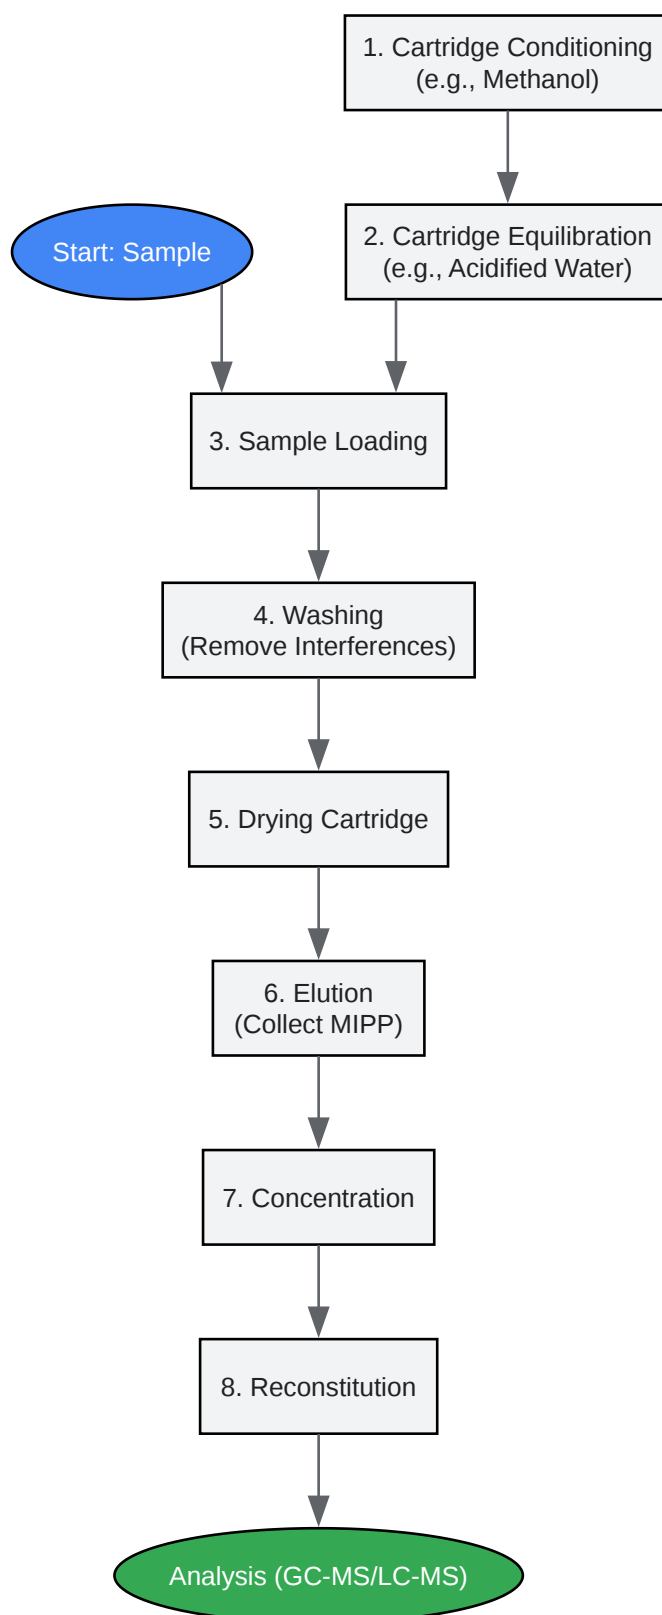 1. Cartridge Conditioning
(e.g., Methanol)
Start: Sample
2. Cartridge Equilibration
(e.g., Acidified Water)
3. Sample Loading
4. Washing
(Remove Interferences)
5. Drying Cartridge
6. Elution
(Collect MIPP)
7. Concentration
8. Reconstitution
Analysis (GC-MS/LC-MS)